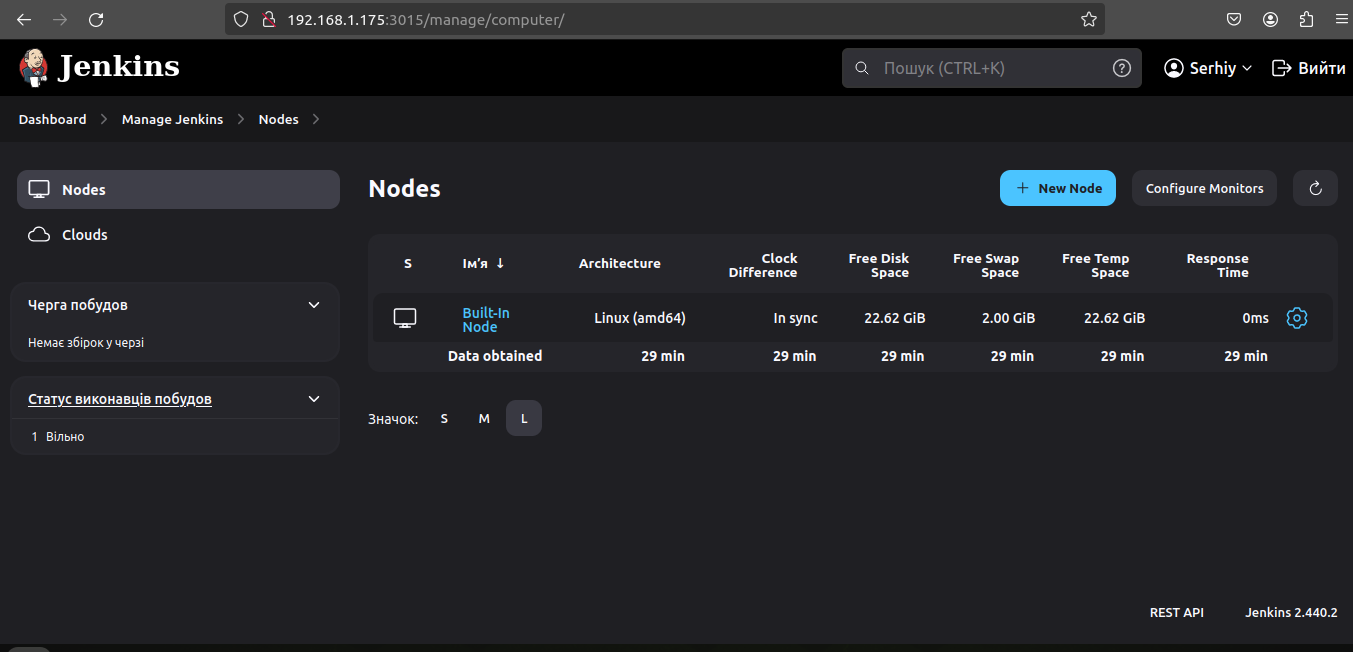 192.168.1.175:3015/manage/computer/
Jenkins
Пошук (CTRL+K)
Serhiy
Вийти
Dashboard
Manage Jenkins
Nodes
Nodes
Clouds
Черга побудов
Немає збірок у черзі
Статус виконавців побудов
1 Вільно
Nodes
New Node
Configure Monitors
S Ім’я ↓ Architecture Clock Difference Free Disk Space Free Swap Space Free Temp Space Response Time
Built-In Node Linux (amd64) In sync 22.62 GiB 2.00 GiB 22.62 GiB 0ms
Data obtained 29 min 29 min 29 min 29 min 29 min 29 min
Значок: S M L
REST API Jenkins 2.440.2